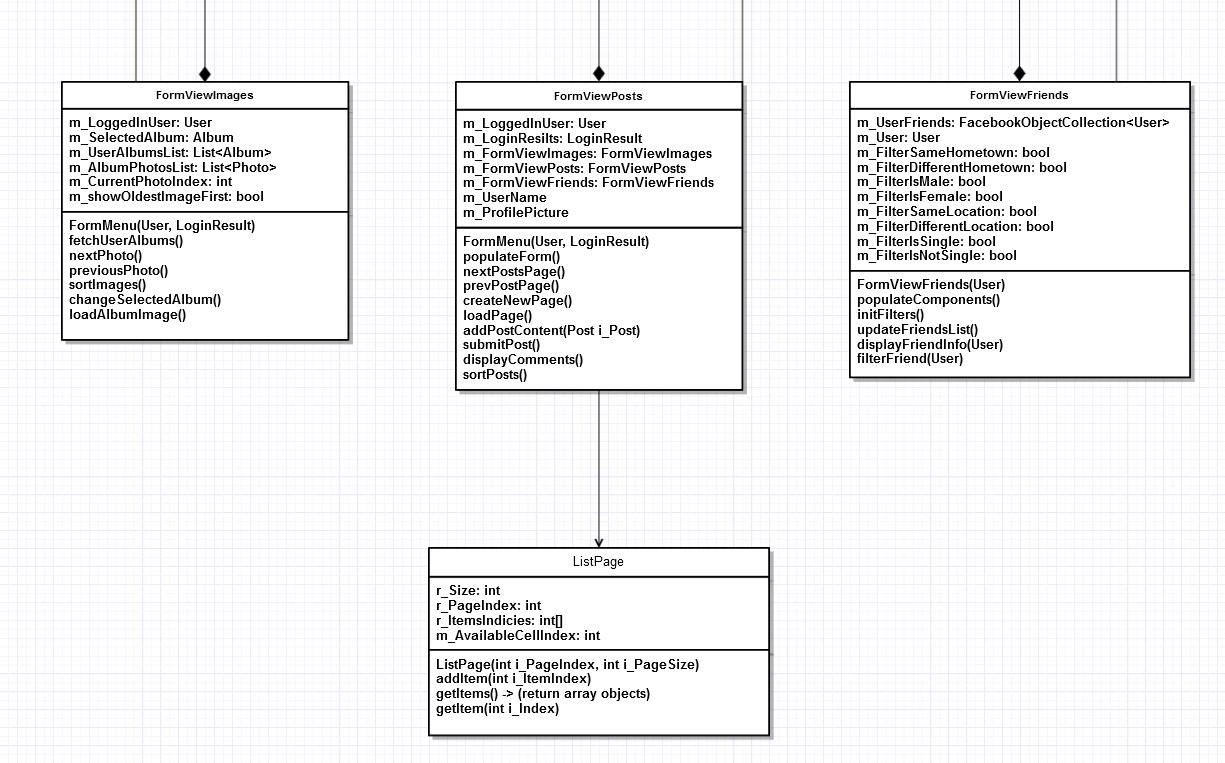 FormViewImages
m_LoggedInUser: User
m_SelectedAlbum: Album
m_UserAlbumsList: List<Album>
m_AlbumPhotosList: List<Photo>
m_CurrentPhotoIndex: int
m_showOldestImageFirst: bool
FormMenu(User, LoginResult)
fetchUserAlbums()
nextPhoto()
previousPhoto()
sortImages()
changeSelectedAlbum()
loadAlbumImage()
FormViewPosts
m_LoggedInUser: User
m_LoginResilts: LoginResult
m_FormViewImages: FormViewImages
m_FormViewPosts: FormViewPosts
m_FormViewFriends: FormViewFriends
m_UserName
m_ProfilePicture
FormMenu(User, LoginResult)
populateForm()
nextPostsPage()
prevPostPage()
createNewPage()
loadPage()
addPostContent(Post i_Post)
submitPost()
displayComments()
sortPosts()
FormViewFriends
m_UserFriends: FacebookObjectCollection<User>
m_User: User
m_FilterSameHometown: bool
m_FilterDifferentHometown: bool
m_FilterIsMale: bool
m_FilterIsFemale: bool
m_FilterSameLocation: bool
m_FilterDifferentLocation: bool
m_FilterIsSingle: bool
m_FilterIsNotSingle: bool
FormViewFriends(User)
populateComponents()
initFilters()
updateFriendsList()
displayFriendInfo(User)
filterFriend(User)
ListPage
r_Size: int
r_PageIndex: int
r_ItemsIndicies: int[]
m_AvailableCellIndex: int
ListPage(int i_PageIndex, int i_PageSize)
addItem(int i_ItemIndex)
getItems() -> (return array objects)
getItem(int i_Index)